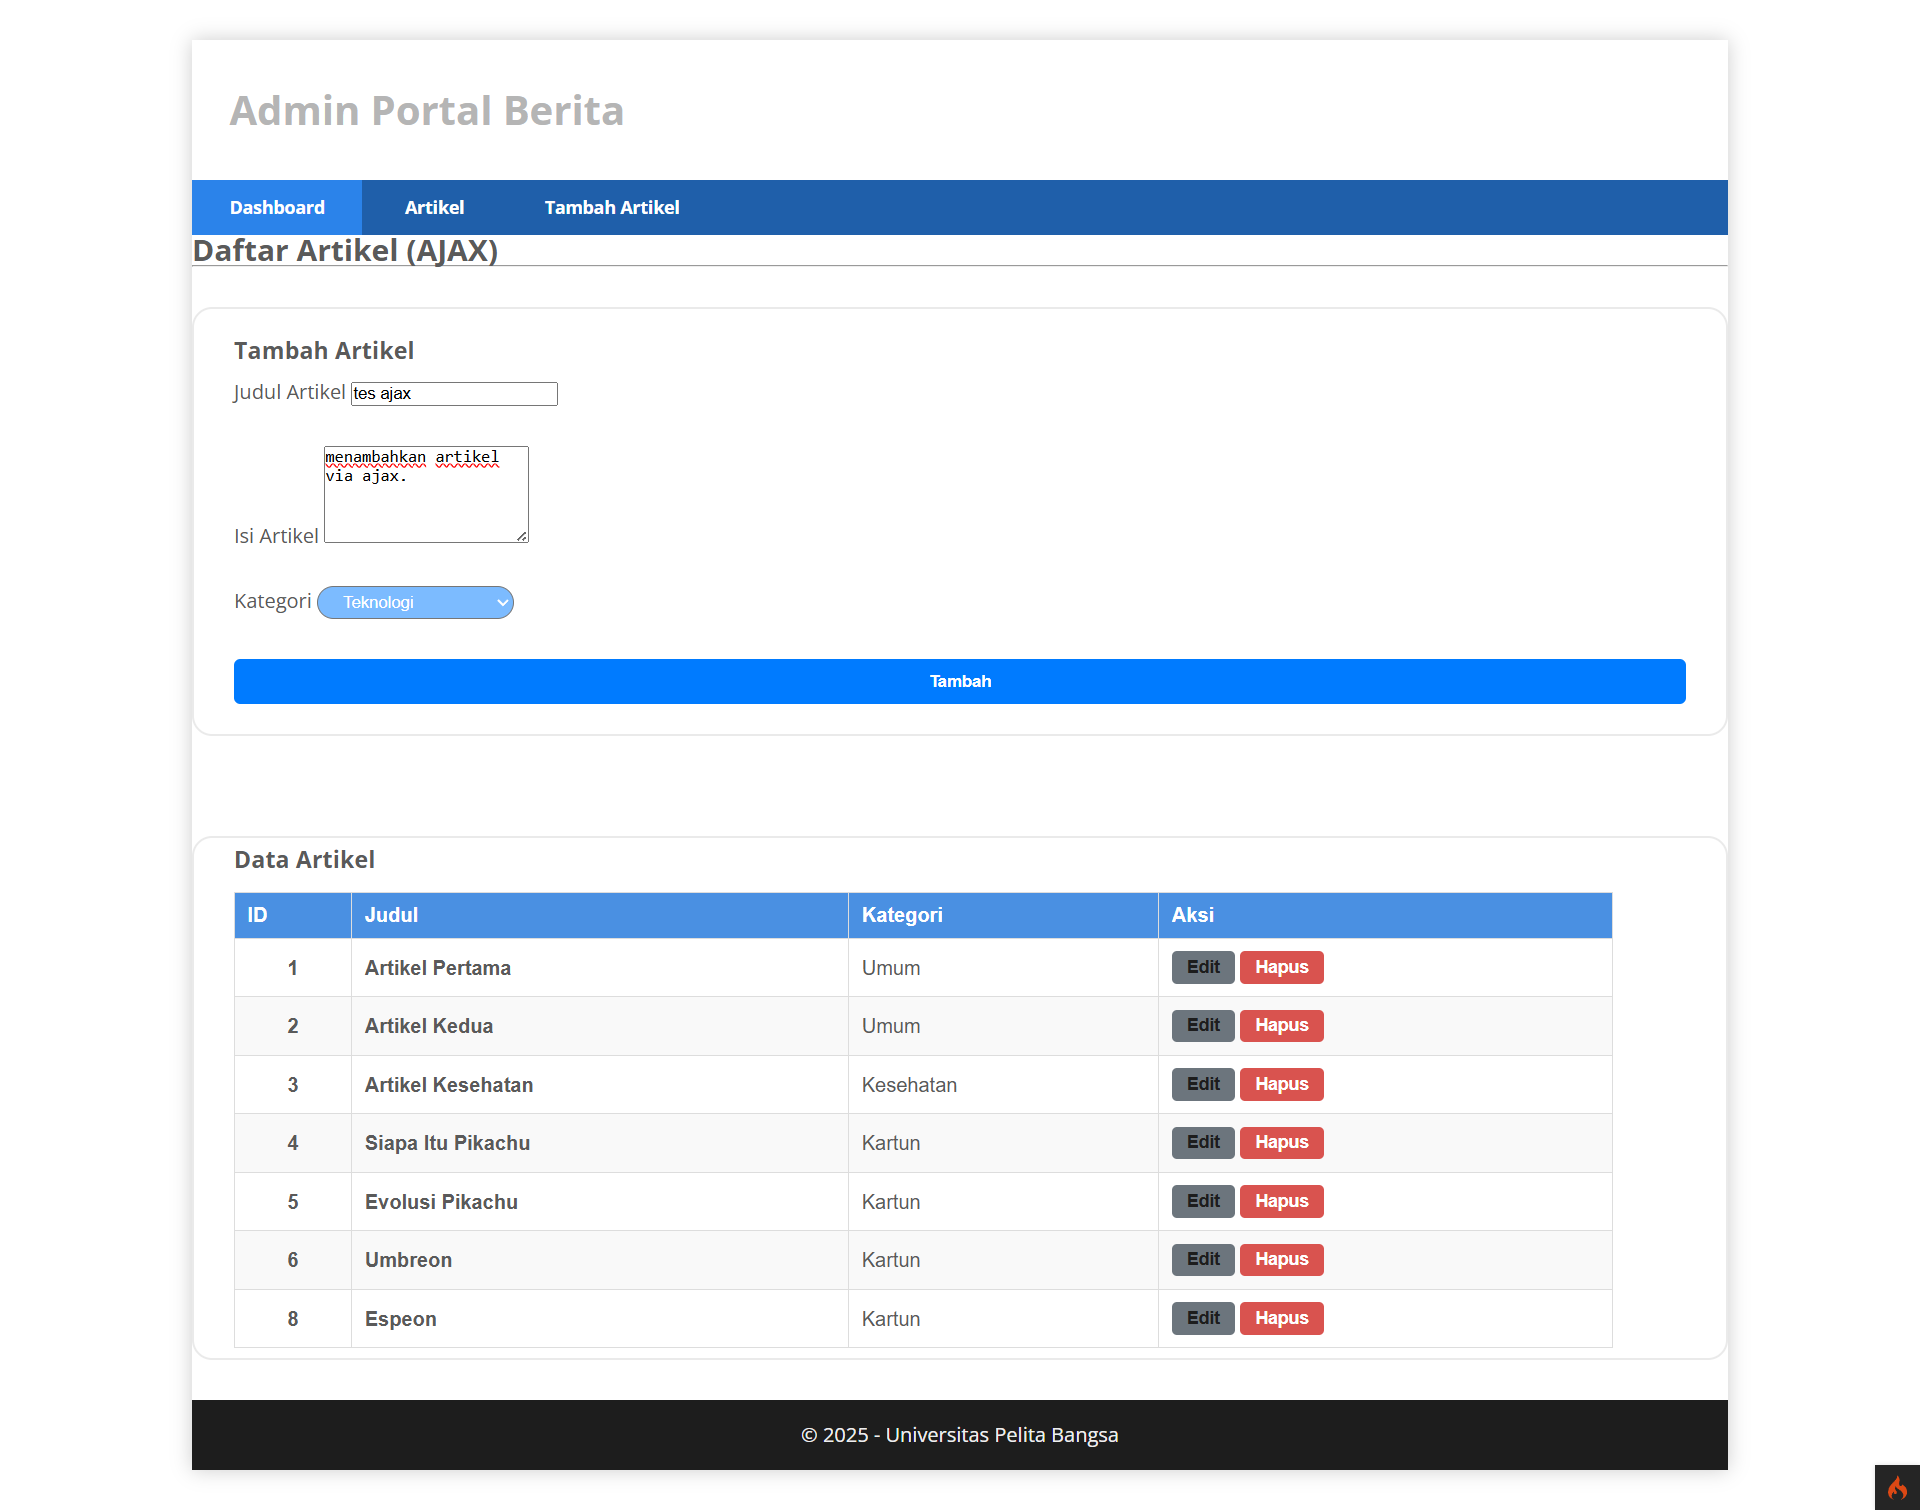 Admin Portal Berita
Dashboard Artikel Tambah Artikel
Daftar Artikel (AJAX)
Tambah Artikel
Judul Artikel tes ajax
menambahkan artikel
via ajax.
Isi Artikel
Kategori Teknologi
Tambah
Data Artikel
ID Judul Kategori Aksi
1 Artikel Pertama Umum Edit Hapus
2 Artikel Kedua Umum Edit Hapus
3 Artikel Kesehatan Kesehatan Edit Hapus
4 Siapa Itu Pikachu Kartun Edit Hapus
5 Evolusi Pikachu Kartun Edit Hapus
6 Umbreon Kartun Edit Hapus
8 Espeon Kartun Edit Hapus
© 2025 - Universitas Pelita Bangsa